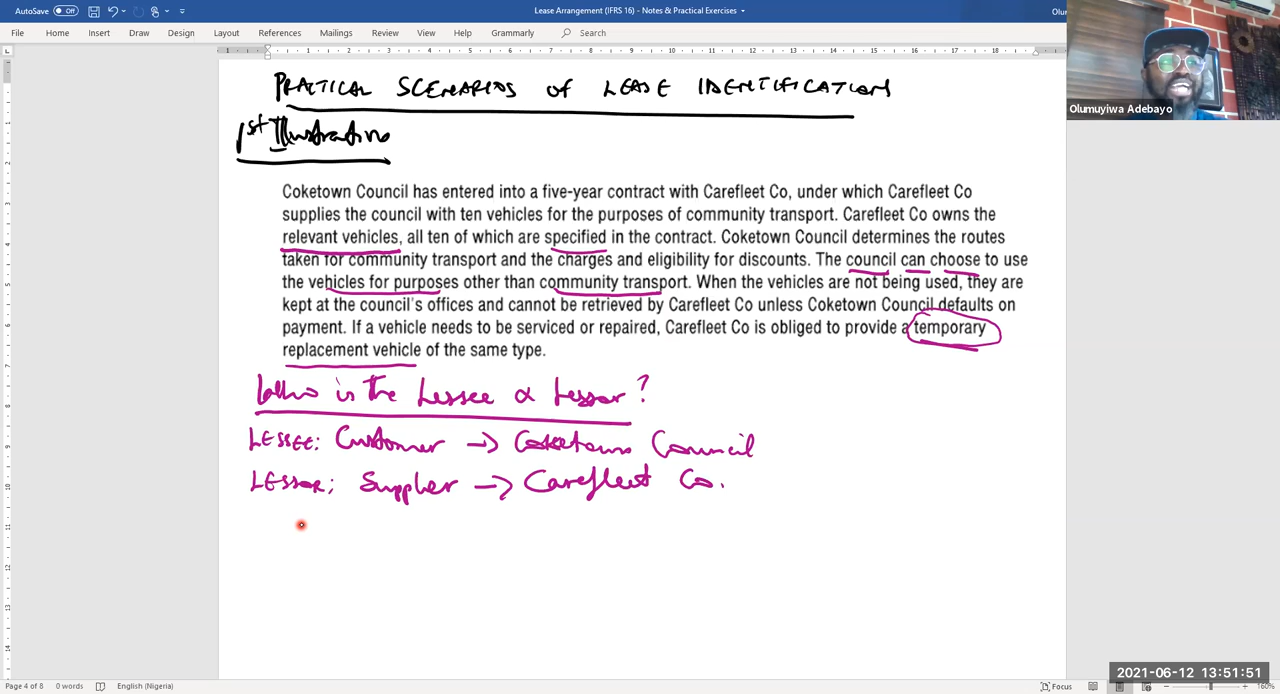 AutoSave Off
Lease Arrangement (IFRS 16) - Notes & Practical Exercises
Olum
File Home Insert Draw Design Layout References Mailings Review View Help Grammarly Search
Olumuyiwa Adebayo
PRACTICAL SCENARIOS OF LEASE IDENTIFICATIONS
1st Illustration
Coketown Council has entered into a five-year contract with Carefleet Co, under which Carefleet Co
supplies the council with ten vehicles for the purposes of community transport. Carefleet Co owns the
relevant vehicles, all ten of which are specified in the contract. Coketown Council determines the routes
taken for community transport and the charges and eligibility for discounts. The council can choose to use
the vehicles for purposes other than community transport. When the vehicles are not being used, they are
kept at the council's offices and cannot be retrieved by Carefleet Co unless Coketown Council defaults on
payment. If a vehicle needs to be serviced or repaired, Carefleet Co is obliged to provide a temporary
replacement vehicle of the same type.
Who is the Lessee & Lessor?
LESSEE: Customer → Coketown Council
LESSOR: Supplier → Carefleet Co.
2021-06-12 13:51:51
Page 4 of 8 0 words English (Nigeria) Focus 160%